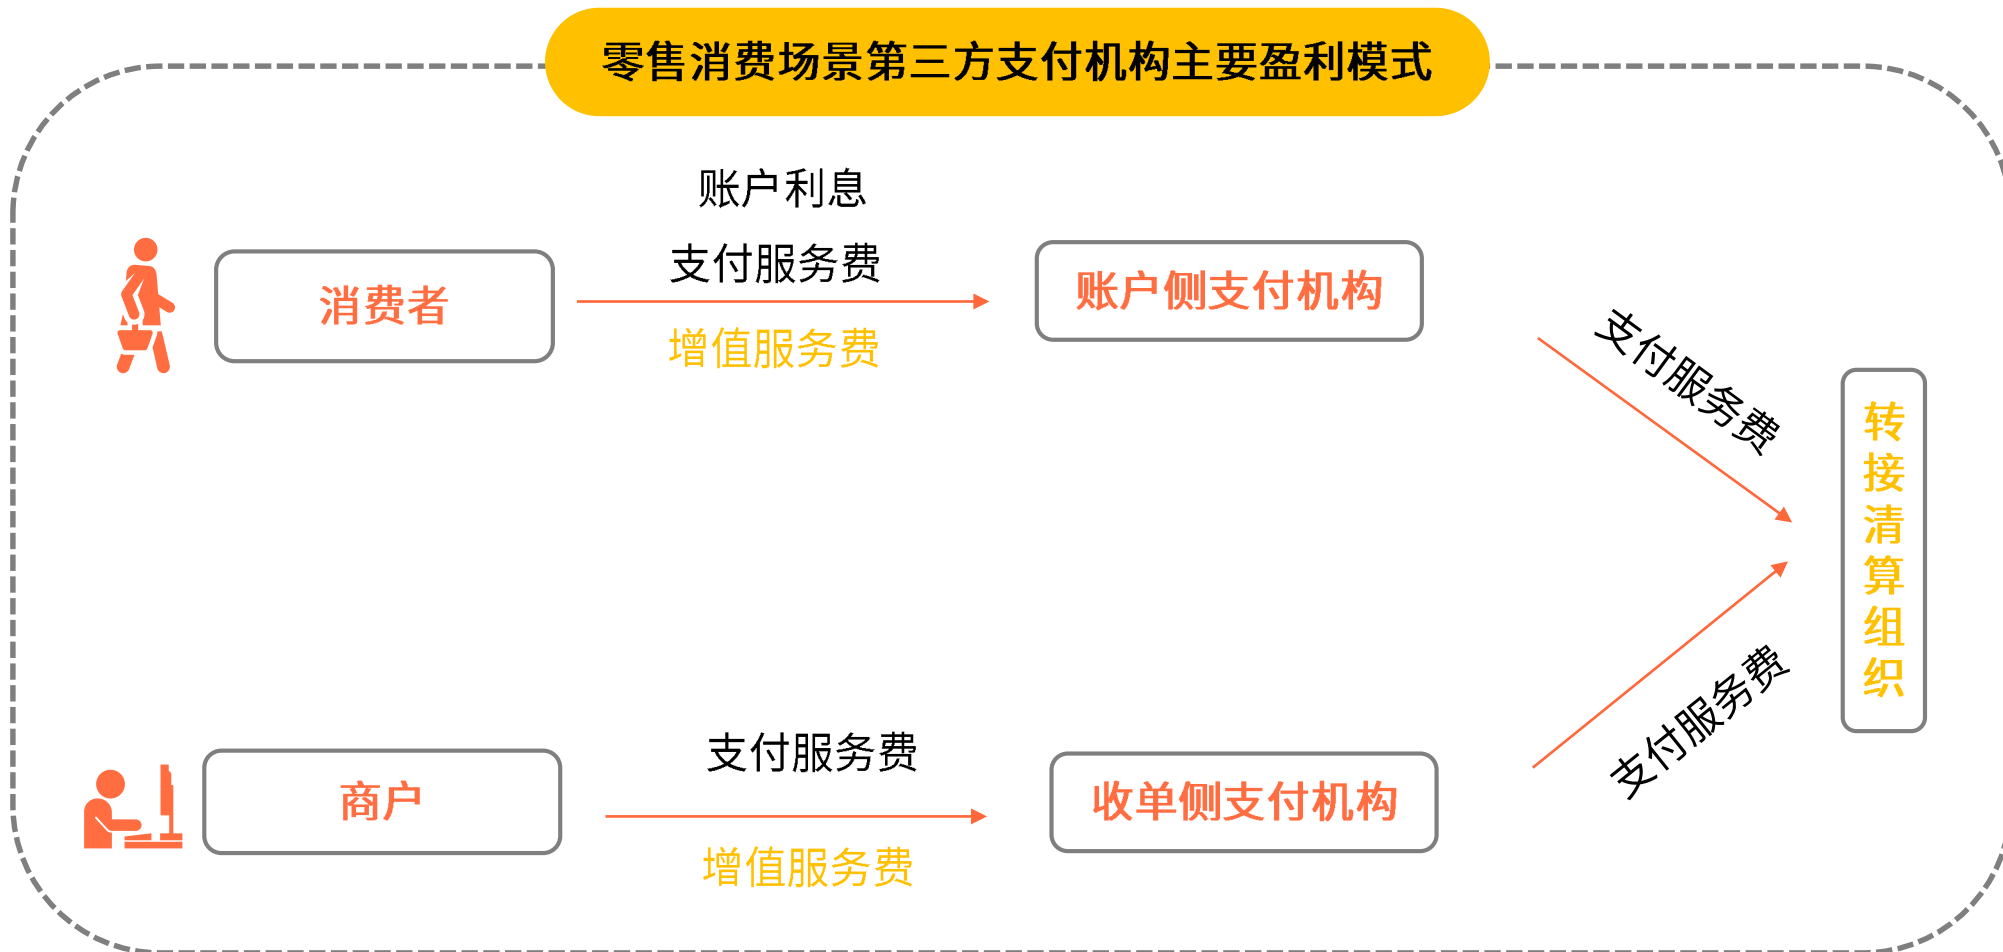 零售消费场景第三方支付机构主要盈利模式
账户利息
支付服务费
增值服务费
消费者
账户侧支付机构
支付服务费
转接清算组织
支付服务费
支付服务费
增值服务费
商户
收单侧支付机构